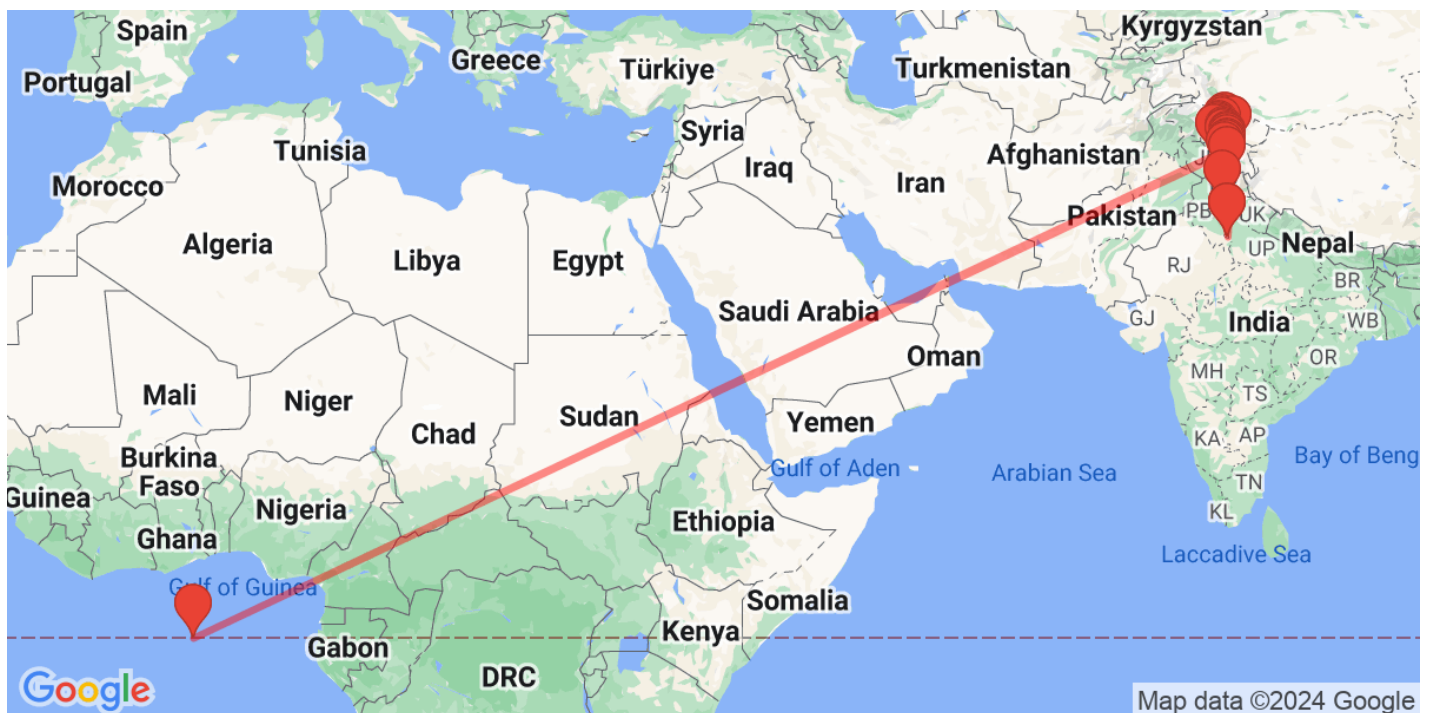 Spain
Kyrgyzstan
Greece
Türkiye
Turkmenistan
Portugal
Syria
Tunisia
Iraq
Afghanistan
Morocco
Iran
Pakistan
PB
UK
Algeria
Libya
Egypt
UP
Nepal
RJ
BR
Saudi Arabia
GJ
India
WB
Oman
OR
MH
Mali
Niger
TS
Sudan
Yemen
Chad
KA
AP
Burkina
Faso
Gulf of Aden
Arabian Sea
Bay of Beng
TN
Guinea
Nigeria
KL
Ethiopia
Ghana
Laccadive Sea
Gulf of Guinea
Somalia
Kenya
Gabon
DRC
Google
Map data ©2024 Google